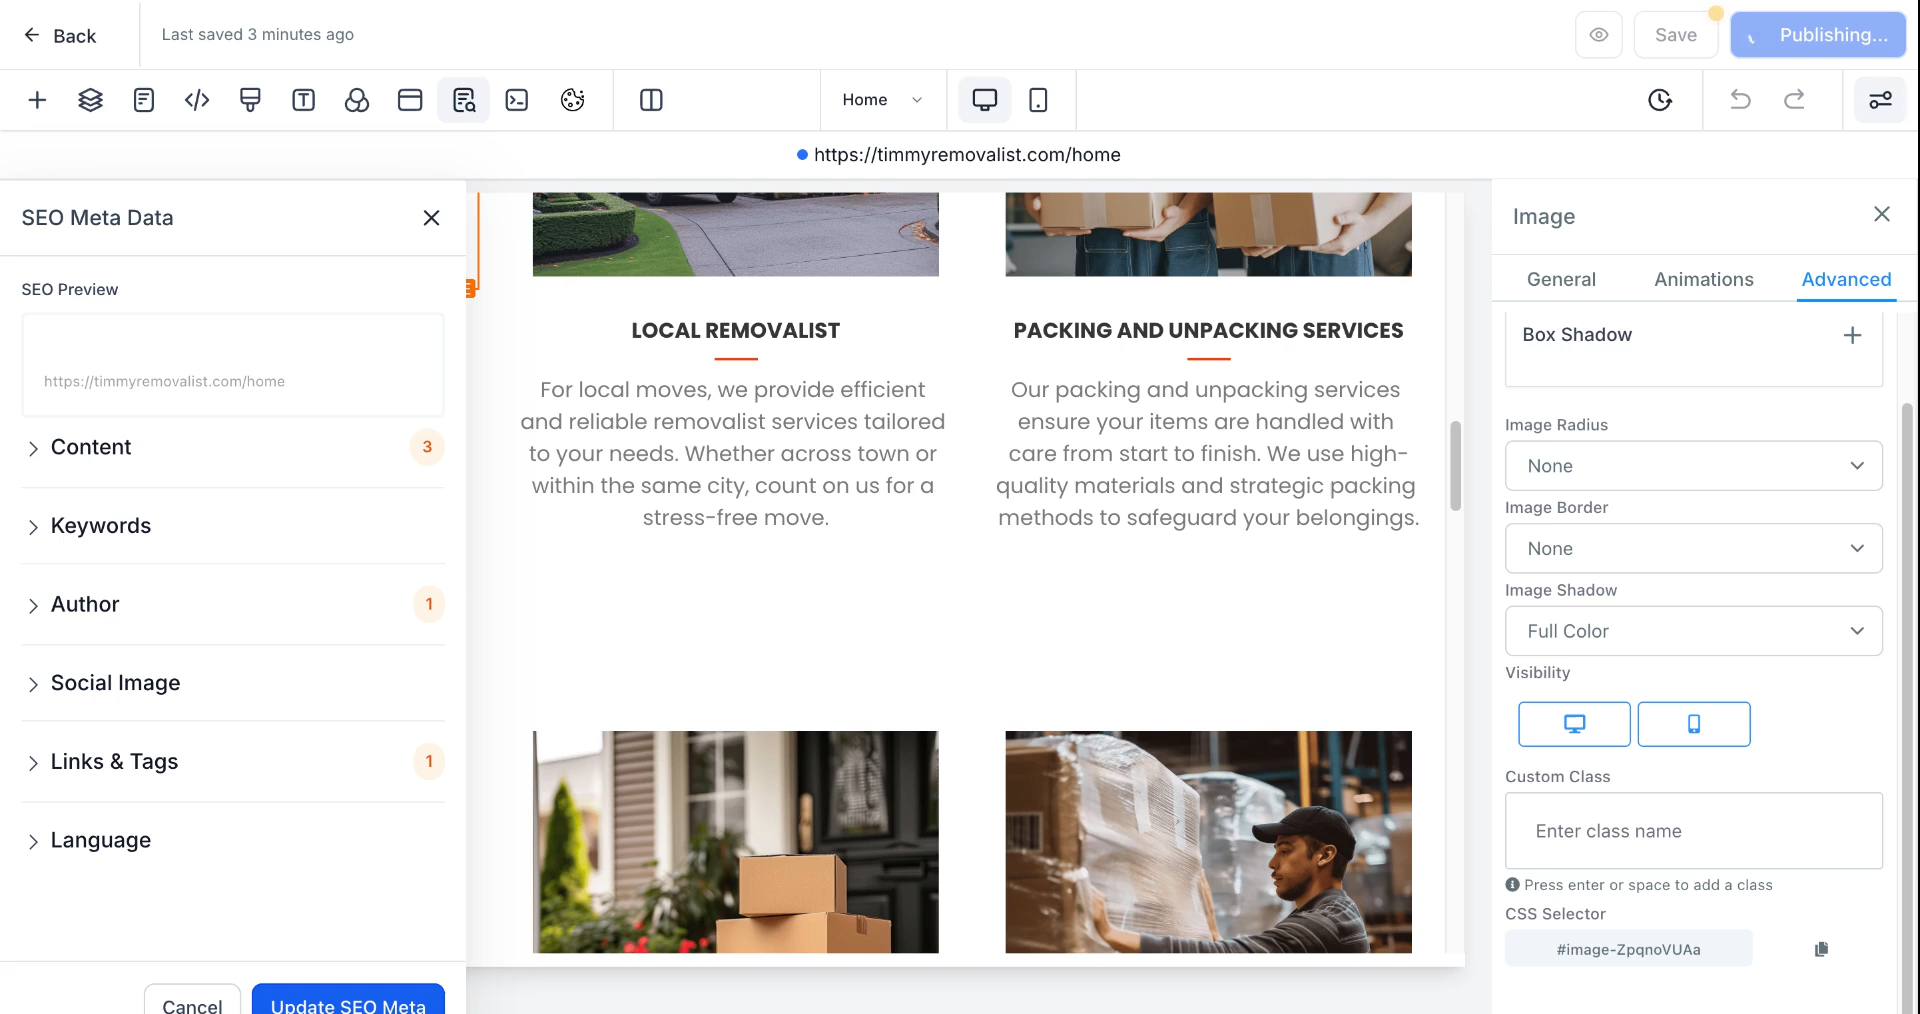 Back
Last saved 3 minutes ago
Save
Publishing...
Home
https://timmyremovalist.com/home
SEO Meta Data
SEO Preview
https://timmyremovalist.com/home
Content
3
Keywords
Author
1
Social Image
Links & Tags
1
Language
Cancel
Update SEO Meta
LOCAL REMOVALIST
For local moves, we provide efficient
and reliable removalist services tailored
to your needs. Whether across town or
within the same city, count on us for a
stress-free move.
PACKING AND UNPACKING SERVICES
Our packing and unpacking services
ensure your items are handled with
care from start to finish. We use high-
quality materials and strategic packing
methods to safeguard your belongings.
Image
General
Animations
Advanced
Box Shadow
Image Radius
None
Image Border
None
Image Shadow
Full Color
Visibility
Custom Class
Enter class name
Press enter or space to add a class
CSS Selector
#image-ZpqnoVUAa